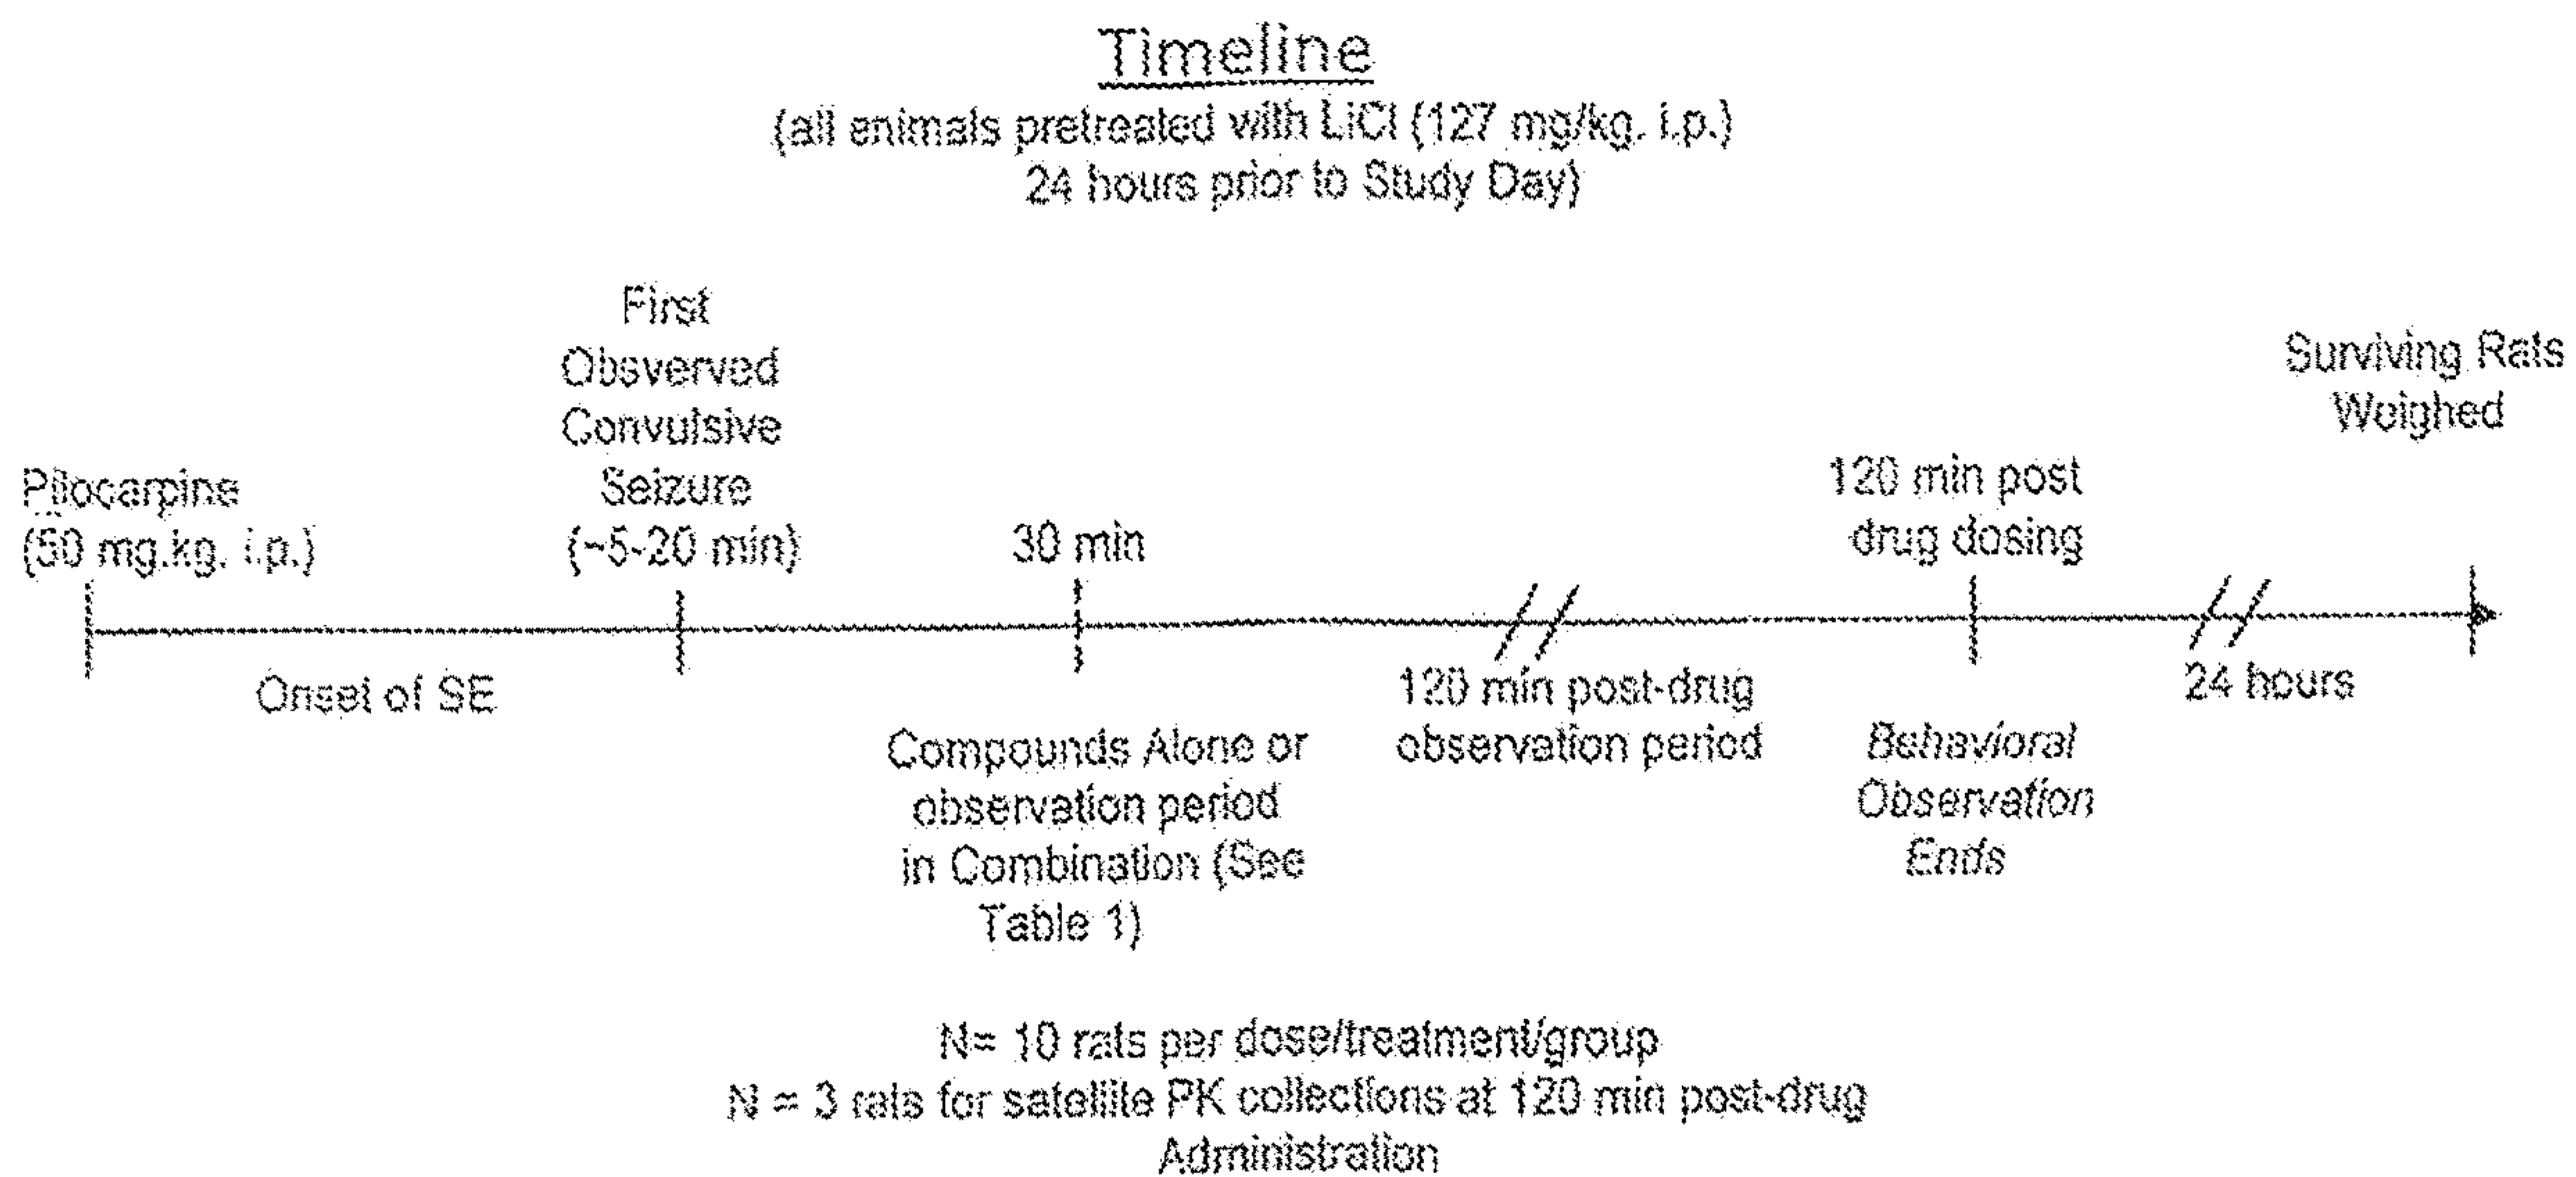 Timeline
(all animals pretreated with LiCl (127 mg/kg. i.p.)
24 hours prior to Study Day)
First
Obsverved
Convulsive
Seizure
(~5-20 min)
Pilocarpine
(50 mg.kg. i.p.)
30 min
120 min post
drug dosing
Surviving Rats
Weighed
Onset of SE
Compounds Alone or
observation period
in Combination (See
Table 1)
120 min post-drug
observation period
Behavioral
Observation
Ends
24 hours
N= 10 rats per dose/treatment/group
N = 3 rats for satellite PK collections at 120 min post-drug
Administration